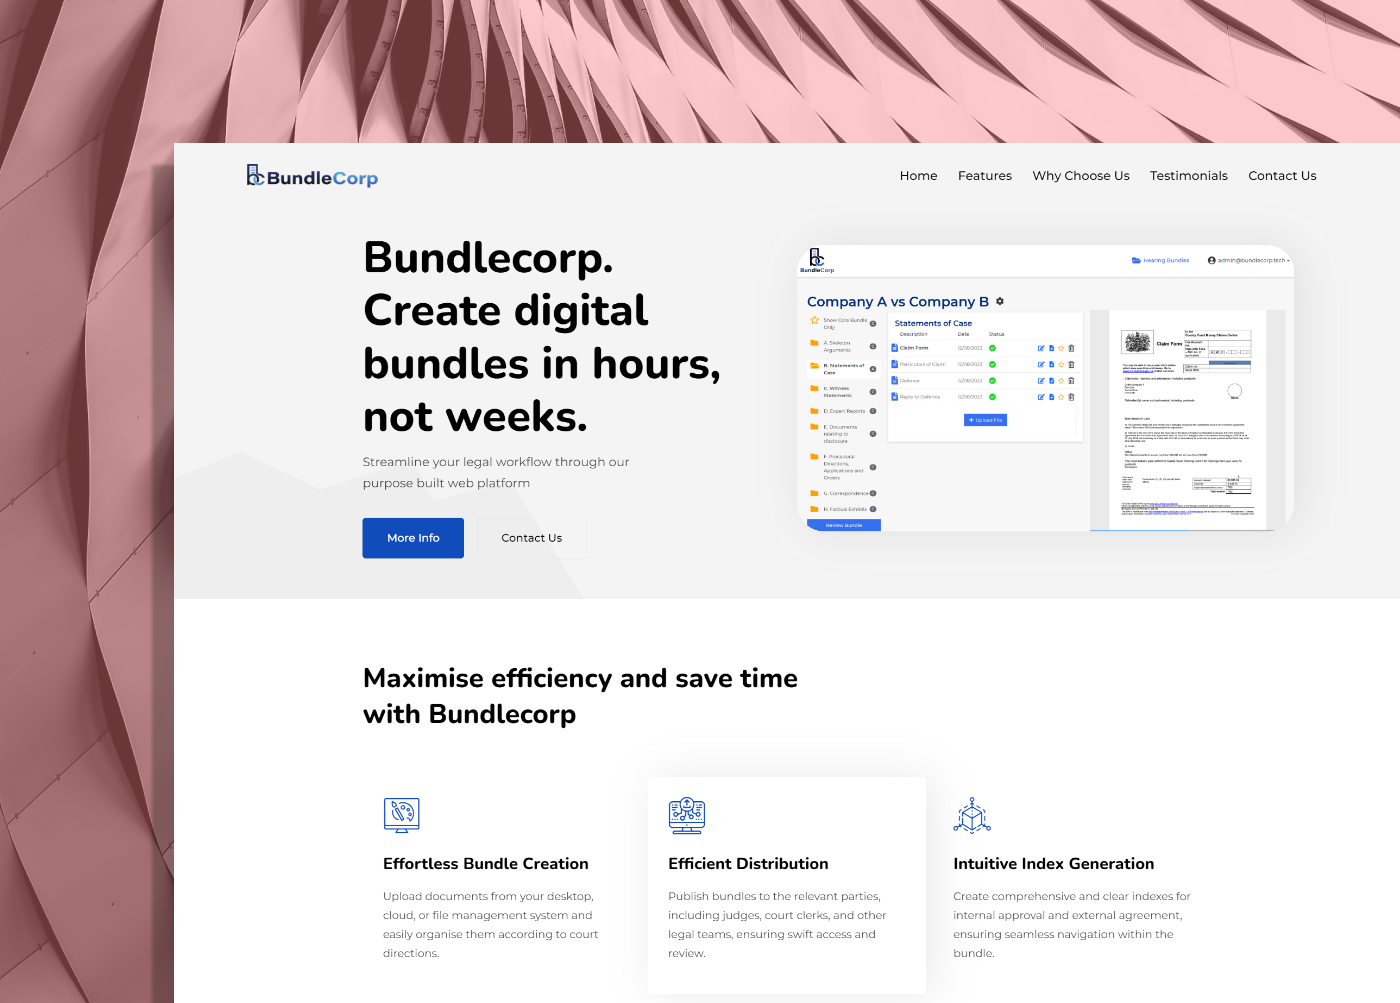 BundleCorp
Home Features Why Choose Us Testimonials Contact Us
Bundlecorp.
Create digital
bundles in hours,
not weeks.
Streamline your legal workflow through our
purpose built web platform
More Info
Contact Us
BundleCorp
Hearing Bundles
admin@bundlecorp.tech
Company A vs Company B
Show Core Bundle
Only
A. Skeleton
Arguments
B. Statements of
Case
C. Witness
Statements
D. Expert Reports
E. Documents
relating to
disclosure
F. Procedural
Directions,
Applications and
Orders
G. Correspondence
H. Factual Exhibits
Review Bundle
Statements of Case
Description Date Status
Claim Form 12/08/2023
Particulars of Claim 12/08/2023
Defence 12/08/2023
Reply to Defence 12/08/2023
+ Upload File
Claim Form
Maximise efficiency and save time
with Bundlecorp
Effortless Bundle Creation
Upload documents from your desktop,
cloud, or file management system and
easily organise them according to court
directions.
Efficient Distribution
Publish bundles to the relevant parties,
including judges, court clerks, and other
legal teams, ensuring swift access and
review.
Intuitive Index Generation
Create comprehensive and clear indexes for
internal approval and external agreement,
ensuring seamless navigation within the
bundle.